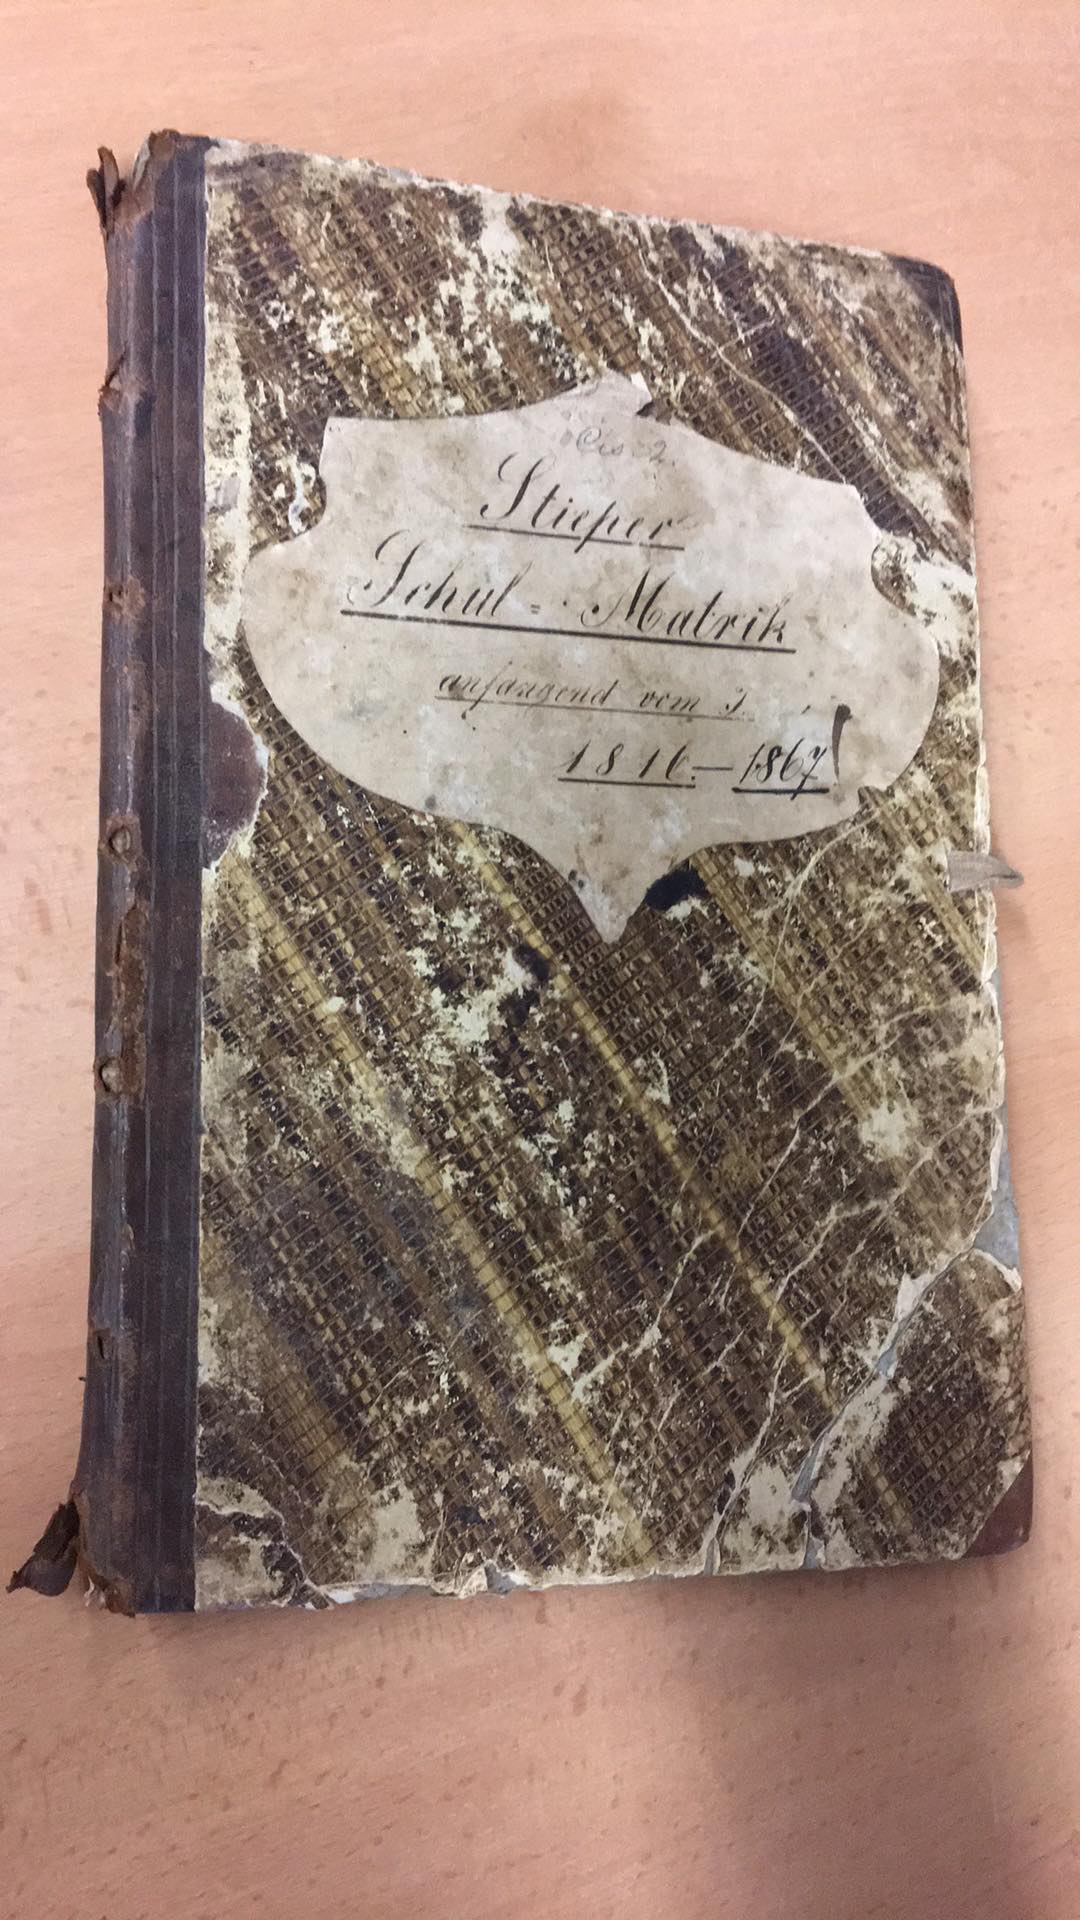 Stieper
Schul = Matrik
anfangend vom J.
1816.—1867